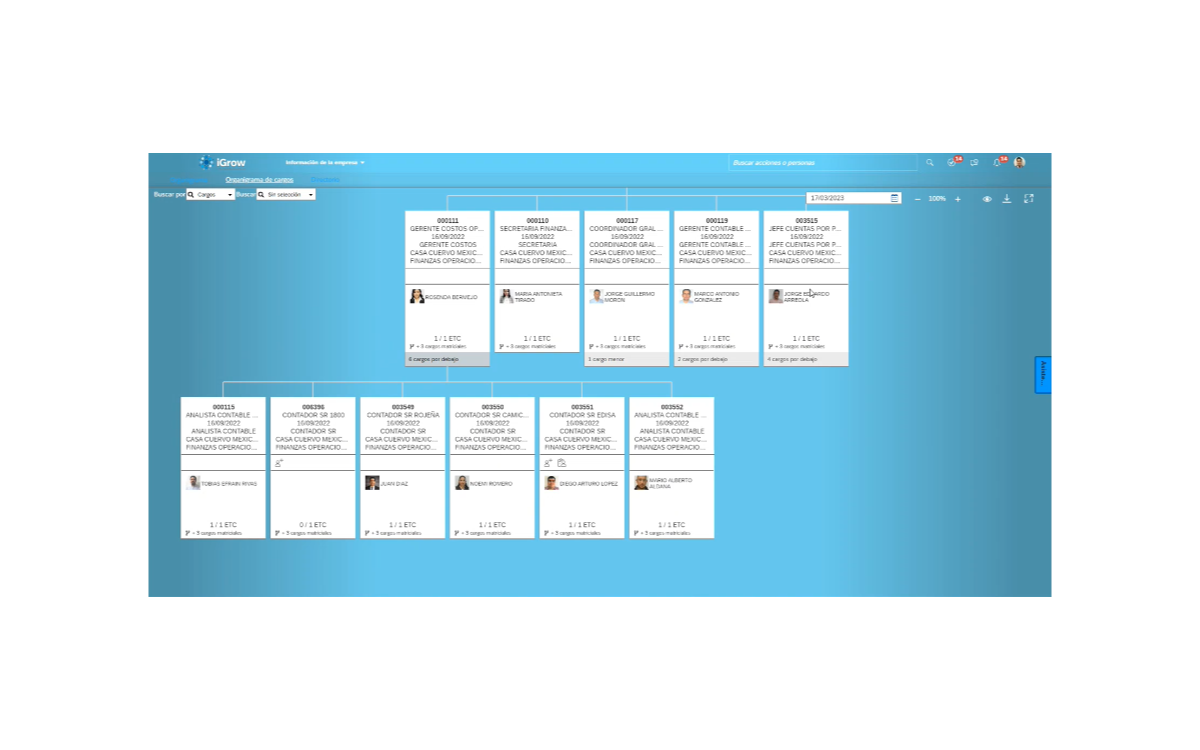 iGrow
Información de la empresa
Buscar acciones o personas
14
14
Organigrama de cargos
Directorio
Buscar por
Cargos
Buscar
Sin selección
17/03/2023
100%
000111
GERENTE COSTOS OP...
16/09/2022
GERENTE COSTOS
CASA CUERVO MEXIC...
FINANZAS OPERACIO...
ROSENDA BERMEJO
1 / 1 ETC
+ 3 cargos matriciales
6 cargos por debajo
000110
SECRETARIA FINANZA...
16/09/2022
SECRETARIA
CASA CUERVO MEXIC...
FINANZAS OPERACIO...
MARIA ANTONIETA
TIRADO
1 / 1 ETC
+ 3 cargos matriciales
000117
COORDINADOR GRAL ...
16/09/2022
COORDINADOR GRAL ...
CASA CUERVO MEXIC...
FINANZAS OPERACIO...
JORGE GUILLERMO
MORON
1 / 1 ETC
+ 3 cargos matriciales
1 cargo menor
000119
GERENTE CONTABLE ...
16/09/2022
GERENTE CONTABLE ...
CASA CUERVO MEXIC...
FINANZAS OPERACIO...
MARCO ANTONIO
GONZALEZ
1 / 1 ETC
+ 3 cargos matriciales
2 cargos por debajo
003515
JEFE CUENTAS POR P...
16/09/2022
JEFE CUENTAS POR P...
CASA CUERVO MEXIC...
FINANZAS OPERACIO...
JORGE EDUARDO
ARREOLA
1 / 1 ETC
+ 3 cargos matriciales
4 cargos por debajo
000115
ANALISTA CONTABLE ...
16/09/2022
ANALISTA CONTABLE
CASA CUERVO MEXIC...
FINANZAS OPERACIO...
TOBIAS EFRAIN RIVAS
1 / 1 ETC
+ 3 cargos matriciales
006396
CONTADOR SR 1800
16/09/2022
CONTADOR SR
CASA CUERVO MEXIC...
FINANZAS OPERACIO...
0 / 1 ETC
+ 3 cargos matriciales
003549
CONTADOR SR ROJEÑA
16/09/2022
CONTADOR SR
CASA CUERVO MEXIC...
FINANZAS OPERACIO...
JUAN DIAZ
1 / 1 ETC
+ 3 cargos matriciales
003550
CONTADOR SR CAMIC...
16/09/2022
CONTADOR SR
CASA CUERVO MEXIC...
FINANZAS OPERACIO...
NOEMI ROMERO
1 / 1 ETC
+ 3 cargos matriciales
003551
CONTADOR SR EDISA
16/09/2022
CONTADOR SR
CASA CUERVO MEXIC...
FINANZAS OPERACIO...
DIEGO ARTURO LOPEZ
1 / 1 ETC
+ 3 cargos matriciales
003552
ANALISTA CONTABLE ...
16/09/2022
ANALISTA CONTABLE
CASA CUERVO MEXIC...
FINANZAS OPERACIO...
MARIO ALBERTO
ALDANA
1 / 1 ETC
+ 3 cargos matriciales